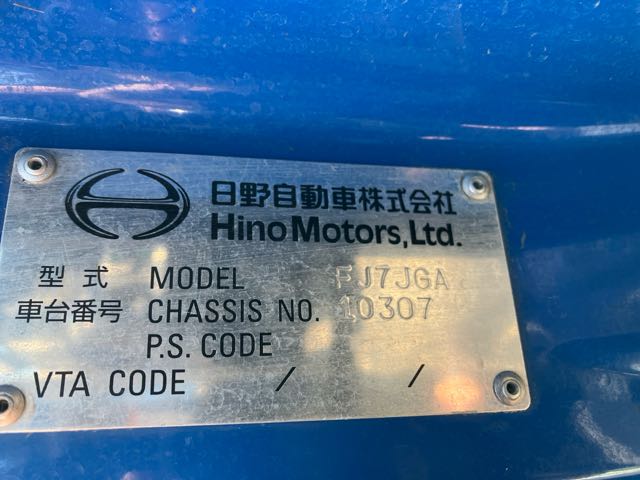 日野自動車株式会社
Hino Motors, Ltd.
型式 MODEL FJ7JGA
車台番号 CHASSIS NO. 10307
P.S. CODE
VTA CODE / /